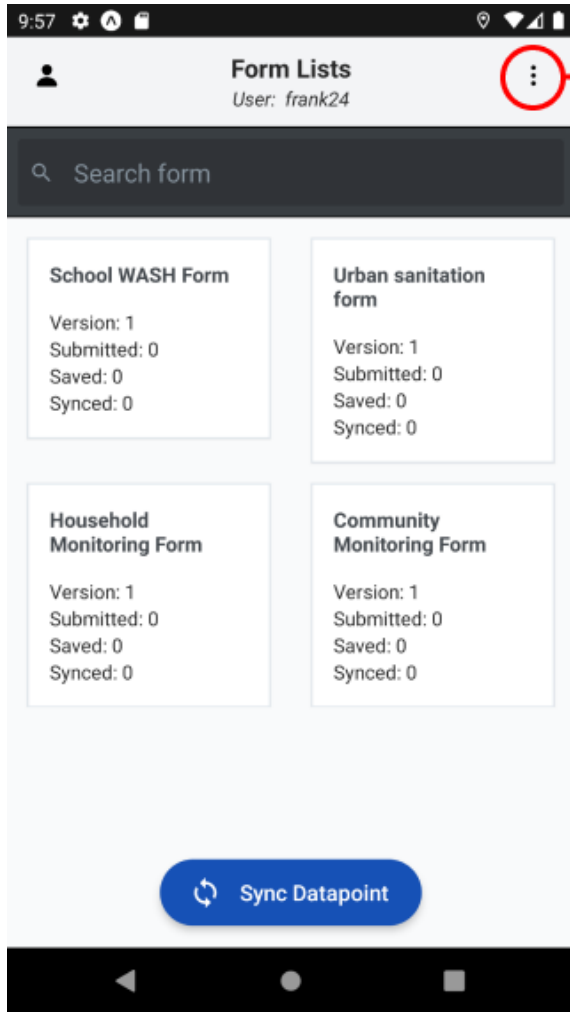 9:57
Form Lists
User: frank24
Search form
School WASH Form
Version: 1
Submitted: 0
Saved: 0
Synced: 0
Urban sanitation
form
Version: 1
Submitted: 0
Saved: 0
Synced: 0
Household
Monitoring Form
Version: 1
Submitted: 0
Saved: 0
Synced: 0
Community
Monitoring Form
Version: 1
Submitted: 0
Saved: 0
Synced: 0
Sync Datapoint